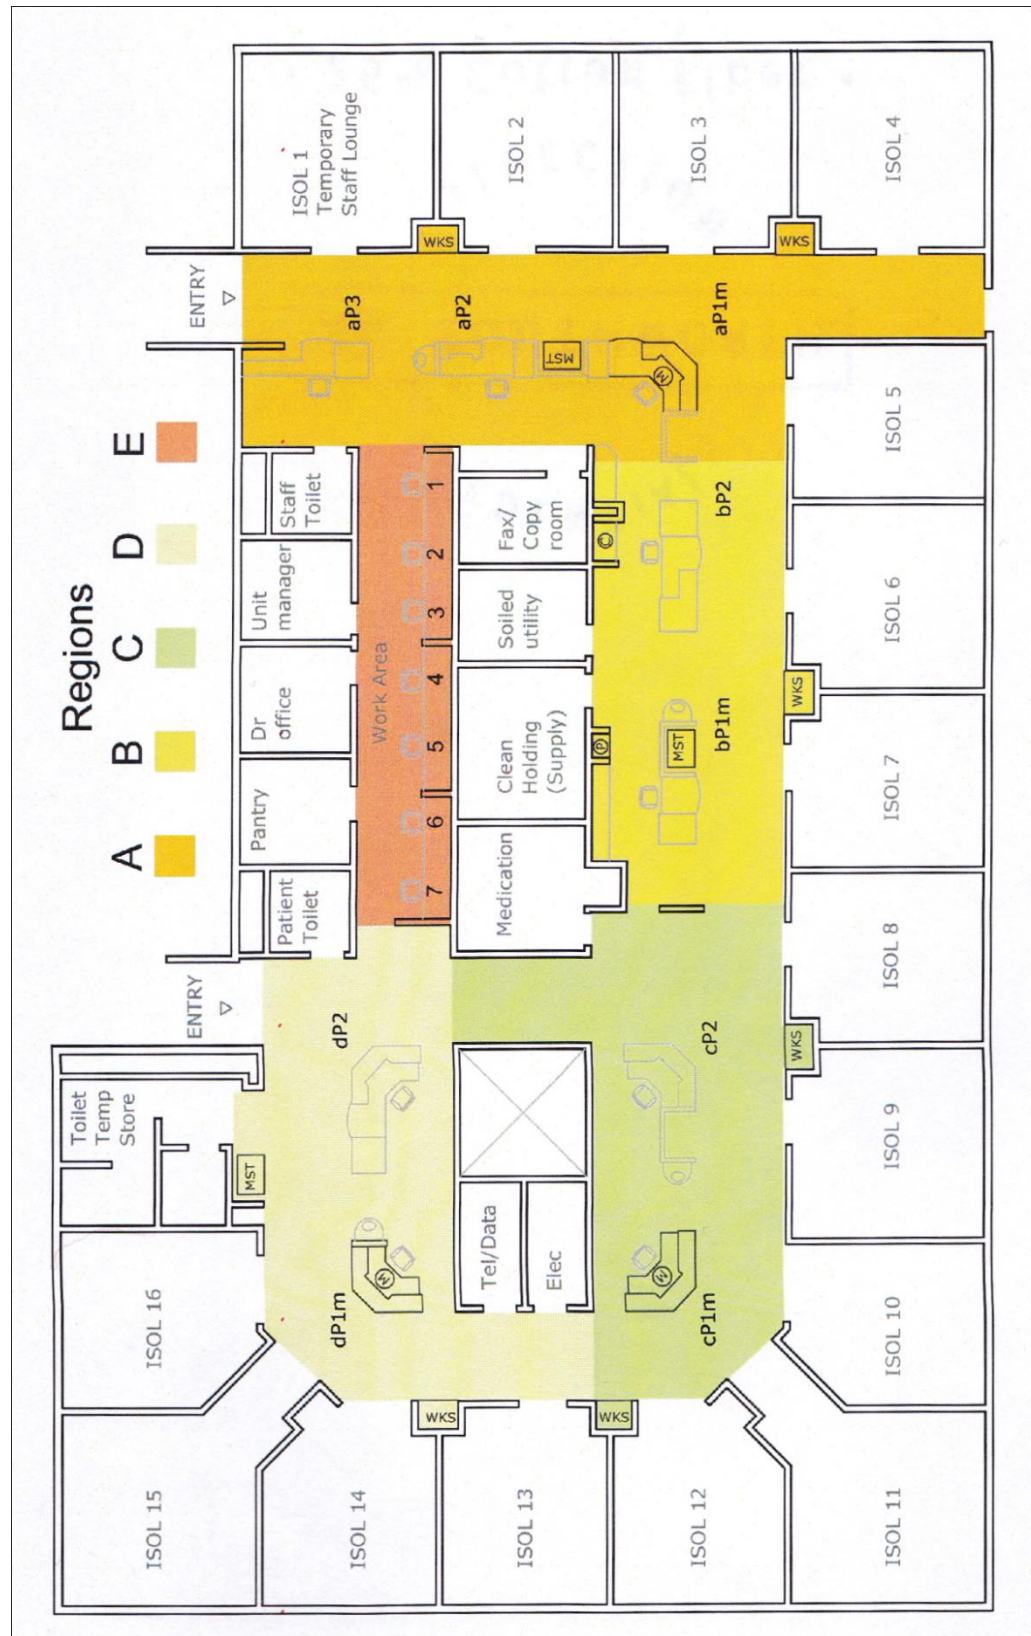 Regions
A
B
C
D
E
ISOL 1
Temporary
Staff Lounge
ISOL 2
ISOL 3
ISOL 4
WKS
WKS
ENTRY
aP3
aP2
aP1m
MST
M
Staff
Toilet
Unit
manager
Dr
office
Pantry
Patient
Toilet
Work Area
1
2
3
4
5
6
7
Fax/
Copy
room
Soiled
utility
Clean
Holding
(Supply)
Medication
C
P
bP2
bP1m
MST
ISOL 5
ISOL 6
WKS
ISOL 7
ISOL 8
WKS
ISOL 9
ISOL 10
ENTRY
dP2
cP2
Toilet
Temp
Store
MST
Tel/Data
Elec
dP1m
M
cP1m
M
ISOL 16
ISOL 15
ISOL 14
WKS
ISOL 13
WKS
ISOL 12
ISOL 11